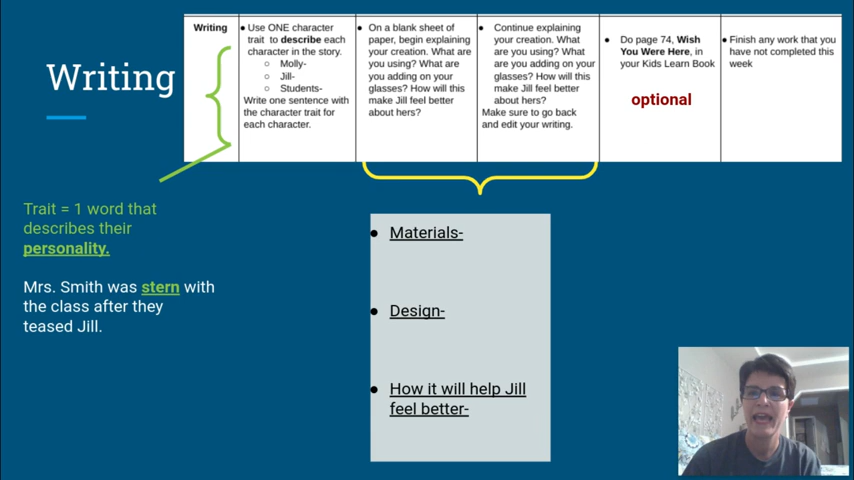 Writing
Writing
Use ONE character
trait to describe each
character in the story.
Molly-
Jill-
Students-
Write one sentence with
the character trait for
each character.
On a blank sheet of
paper, begin explaining
your creation. What are
you using? What are
you adding on your
glasses? How will this
make Jill feel better
about hers?
Continue explaining
your creation. What
are you using? What
are you adding on your
glasses? How will this
make Jill feel better
about hers?
Make sure to go back
and edit your writing.
Do page 74, Wish
You Were Here, in
your Kids Learn Book
optional
Finish any work that you
have not completed this
week
Trait = 1 word that
describes their
personality.
Mrs. Smith was stern with
the class after they
teased Jill.
Materials-
Design-
How it will help Jill
feel better-